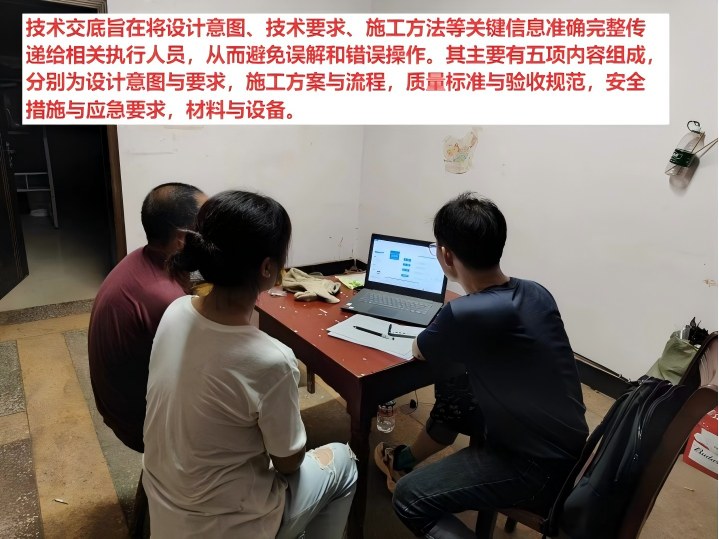 技术交底旨在将设计意图、技术要求、施工方法等关键信息准确完整传
递给相关执行人员，从而避免误解和错误操作。其主要有五项内容组成，
分别为设计意图与要求，施工方案与流程，质量标准与验收规范，安全
措施与应急要求，材料与设备。